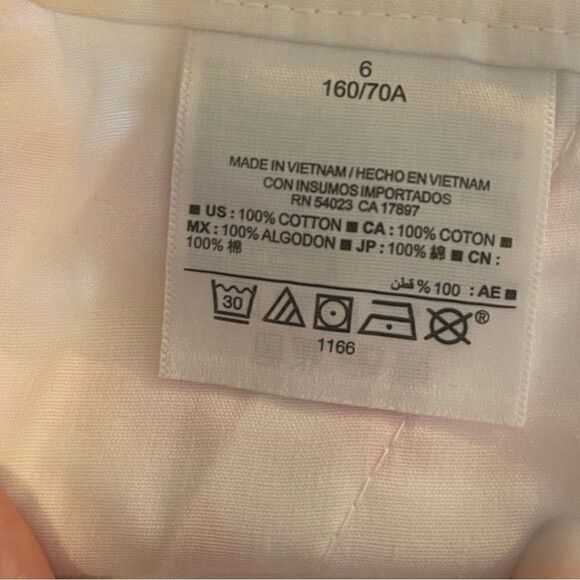 6
160/70A
MADE IN VIETNAM / HECHO EN VIETNAM
CON INSUMOS IMPORTADOS
RN 54023 CA 17897
■ US : 100% COTTON ■ CA : 100% COTON ■
MX : 100% ALGODON ■ JP : 100% 綿 ■ CN :
100% 棉
■ AE : 100 % قطن
30
®
1166